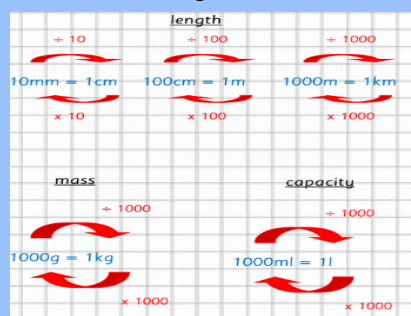 length
÷ 10 ÷ 100 ÷ 1000
10mm = 1cm 100cm = 1m 1000m = 1km
x 10 x 100 x 1000
mass capacity
÷ 1000 ÷ 1000
1000g = 1kg 1000ml = 1l
x 1000 x 1000